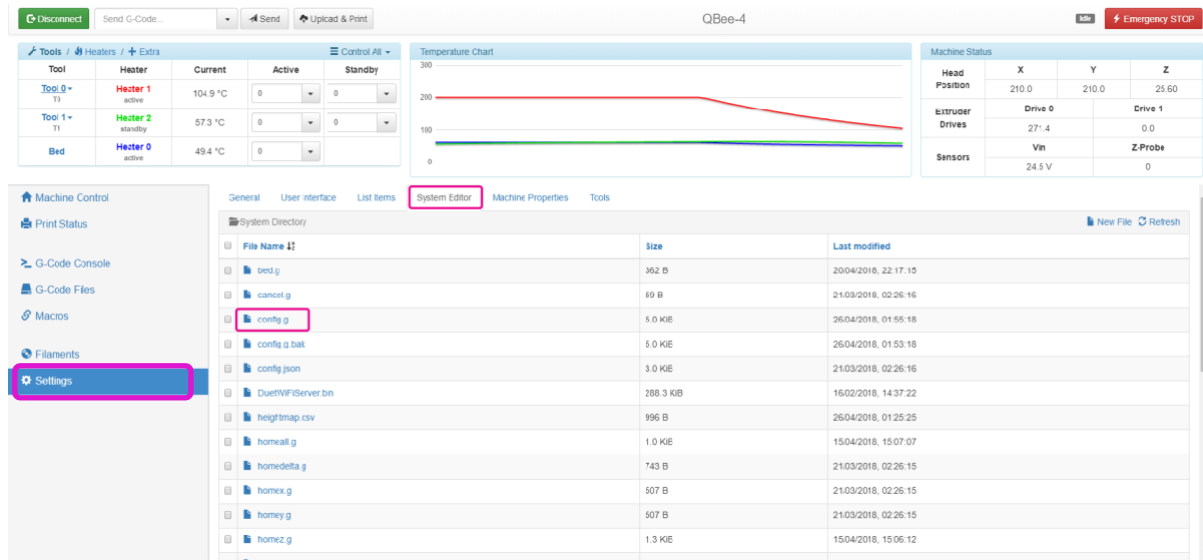 Disconnect Send G-Code... Send Upload & Print QBee-4 Idle Emergency STOP
Tools / Heaters / Extra Control All
Tool Heater Current Active Standby
Tool 0 Heater 1 104.9 °C 0 0
T0 active
Tool 1 Heater 2 57.3 °C 0 0
T1 standby
Bed Heater 0 49.4 °C 0
active
Temperature Chart
300
200
100
0
Machine Status
Head Position X Y Z
210.0 210.0 25.60
Extruder Drives Drive 0 Drive 1
271.4 0.0
Sensors Vin Z-Probe
24.5 V 0
Machine Control
Print Status
G-Code Console
G-Code Files
Macros
Filaments
Settings
General User Interface List Items System Editor Machine Properties Tools
System Directory New File Refresh
File Name Size Last modified
bed.g 20/04/2018, 22:17:15
cancel.g 21/03/2018, 02:26:16
config.g 5.0 KiB 26/04/2018, 01:55:18
config.g.bak 5.0 KiB 26/04/2018, 01:53:18
config.json 3.0 KiB 21/03/2018, 02:26:16
DuetWiFiServer.bin 288.3 KiB 16/02/2018, 14:37:22
heightmap.csv 996 B 26/04/2018, 01:25:25
homeall.g 1.0 KiB 15/04/2018, 15:07:07
homedelta.g 743 B 21/03/2018, 02:26:15
homex.g 507 B 21/03/2018, 02:26:15
homey.g 507 B 21/03/2018, 02:26:15
homez.g 1.3 KiB 15/04/2018, 15:06:12